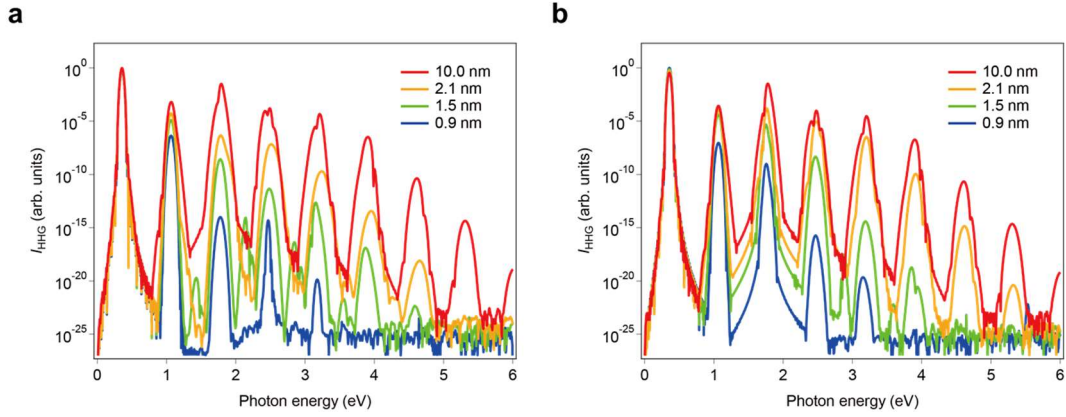 a
b
10⁰
10⁻⁵
10⁻¹⁰
10⁻¹⁵
10⁻²⁰
10⁻²⁵
I_HHG (arb. units)
10.0 nm
2.1 nm
1.5 nm
0.9 nm
0 1 2 3 4 5 6
Photon energy (eV)
10⁰
10⁻⁵
10⁻¹⁰
10⁻¹⁵
10⁻²⁰
10⁻²⁵
I_HHG (arb. units)
10.0 nm
2.1 nm
1.5 nm
0.9 nm
0 1 2 3 4 5 6
Photon energy (eV)